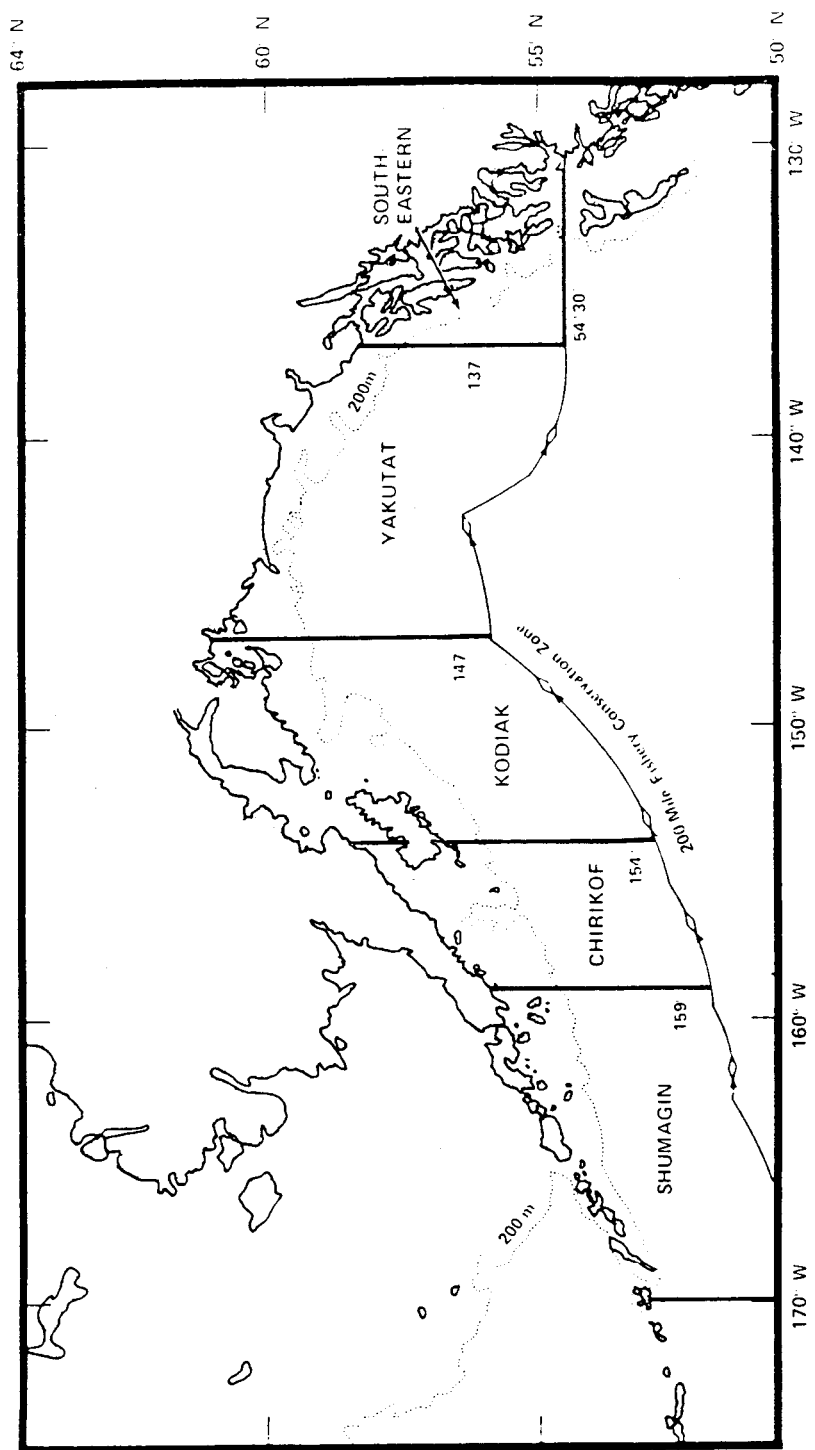 64° N
60° N
55° N
50° N
SOUTH-
EASTERN
200m
YAKUTAT
137
54°30
147
KODIAK
200 Mile Fishery Conservation Zone
154
CHIRIKOF
159
SHUMAGIN
200 m
130° W
140° W
150° W
160° W
170° W